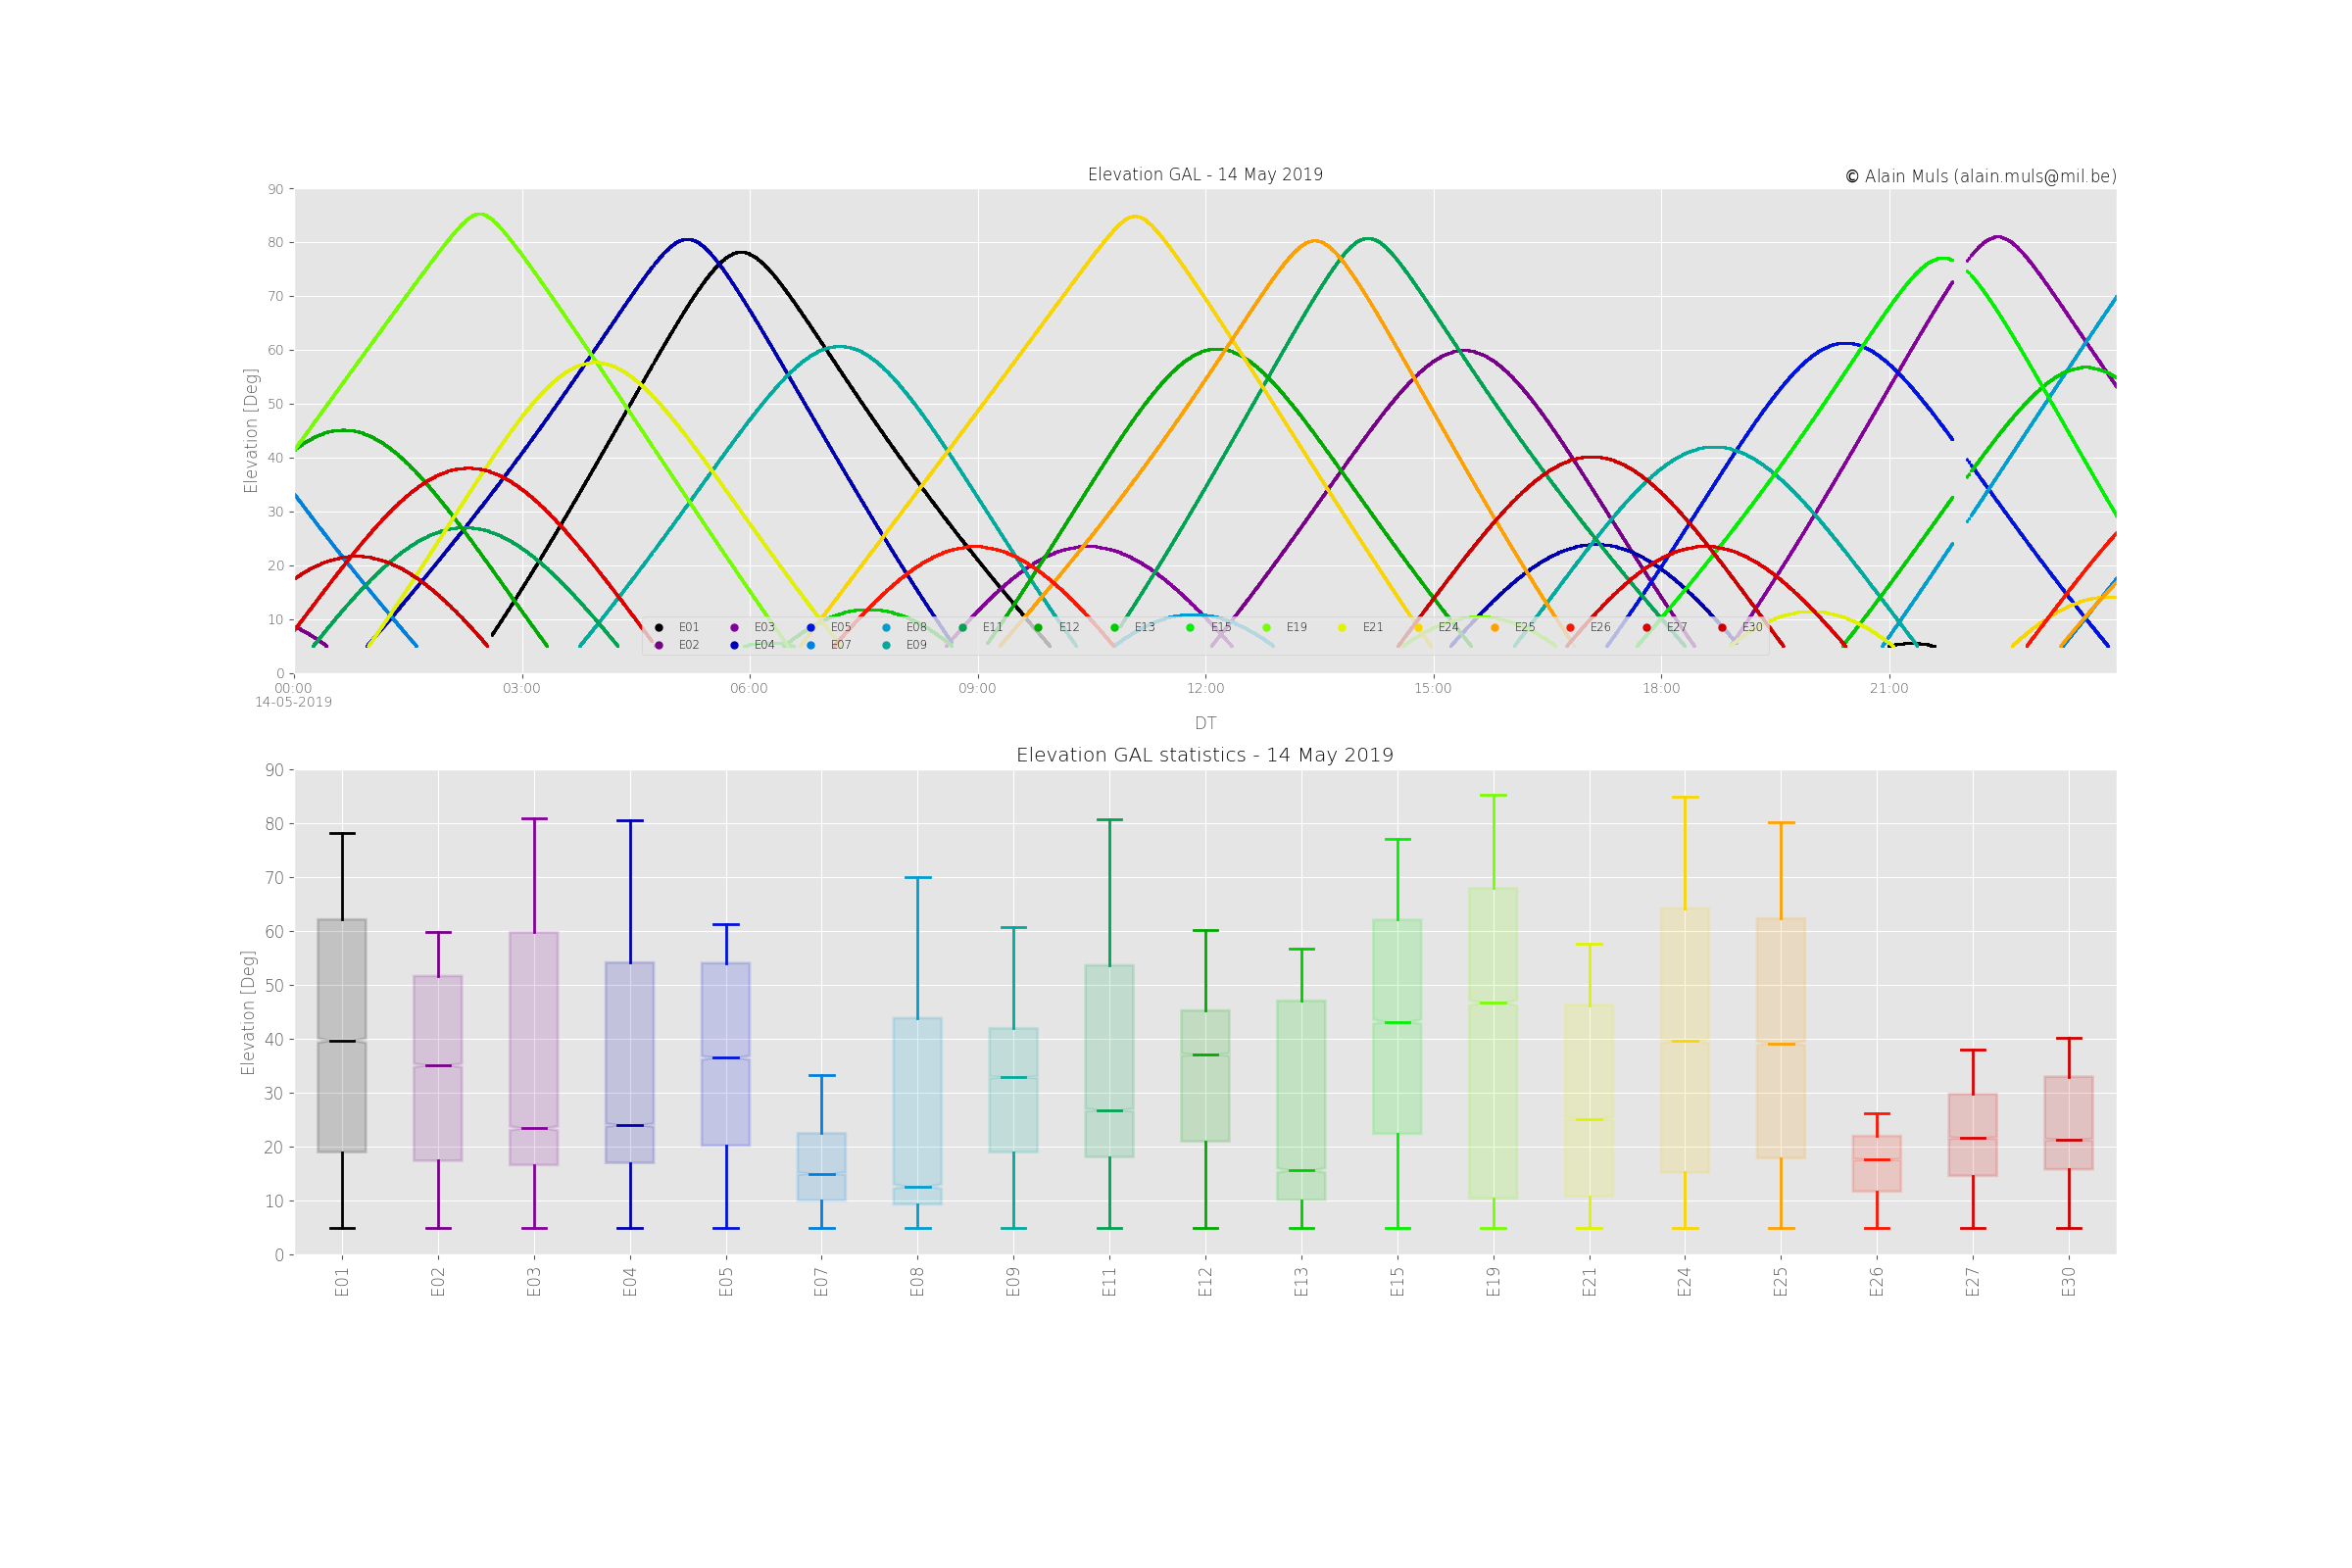 Elevation GAL - 14 May 2019
© Alain Muls (alain.muls@mil.be)
90
80
70
60
50
40
30
20
10
0
Elevation [Deg]
E01 E03 E05 E08 E11 E12 E13 E15 E19 E21 E24 E25 E26 E27 E30
E02 E04 E07 E09
00:00 03:00 06:00 09:00 12:00 15:00 18:00 21:00
14-05-2019
DT
Elevation GAL statistics - 14 May 2019
90
80
70
60
50
40
30
20
10
0
Elevation [Deg]
E01 E02 E03 E04 E05 E07 E08 E09 E11 E12 E13 E15 E19 E21 E24 E25 E26 E27 E30